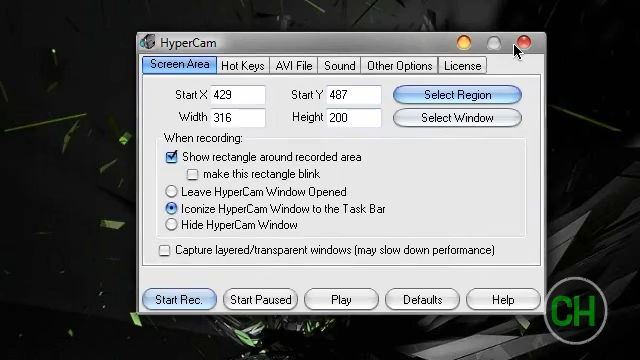 HyperCam
Screen Area Hot Keys AVI File Sound Other Options License
Start X 429 Start Y 487 Select Region
Width 316 Height 200 Select Window
When recording:
Show rectangle around recorded area
make this rectangle blink
Leave HyperCam Window Opened
Iconize HyperCam Window to the Task Bar
Hide HyperCam Window
Capture layered/transparent windows (may slow down performance)
Start Rec. Start Paused Play Defaults Help
CH